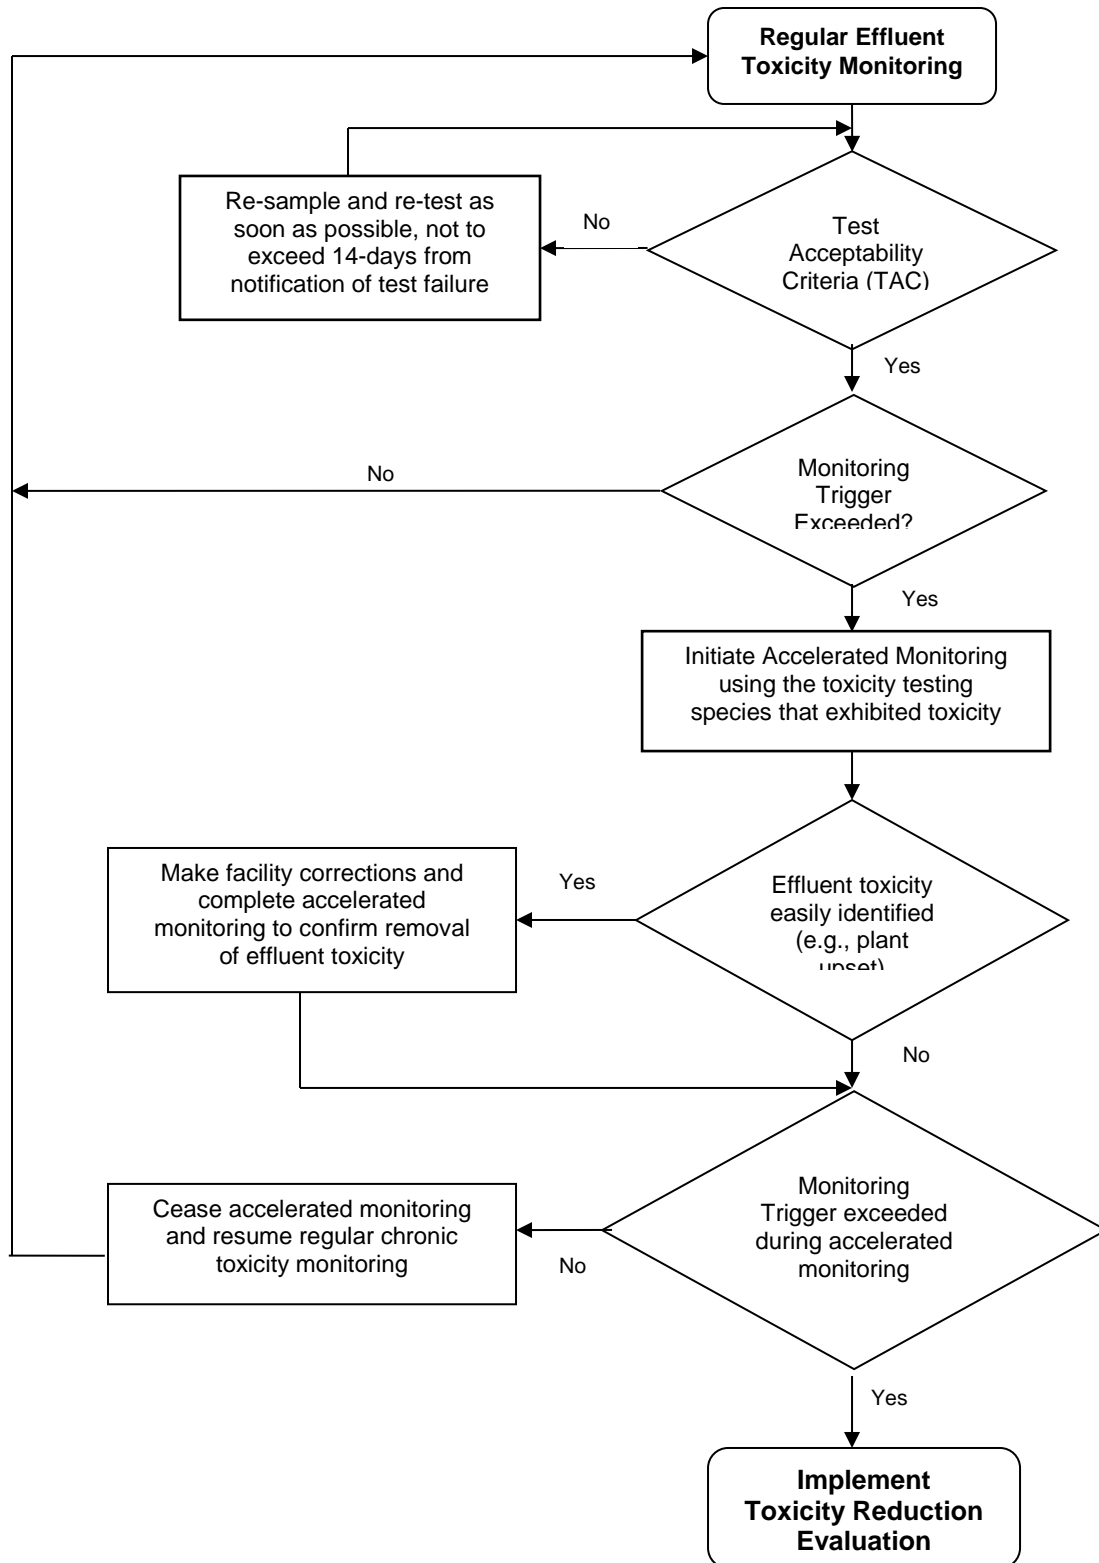 Regular Effluent
Toxicity Monitoring
Re-sample and re-test as
soon as possible, not to
exceed 14-days from
notification of test failure
No
Test
Acceptability
Criteria (TAC)
Yes
No
Monitoring
Trigger
Exceeded?
Yes
Initiate Accelerated Monitoring
using the toxicity testing
species that exhibited toxicity
Make facility corrections and
complete accelerated
monitoring to confirm removal
of effluent toxicity
Yes
Effluent toxicity
easily identified
(e.g., plant
upset)
No
Cease accelerated monitoring
and resume regular chronic
toxicity monitoring
No
Monitoring
Trigger exceeded
during accelerated
monitoring
Yes
Implement
Toxicity Reduction
Evaluation